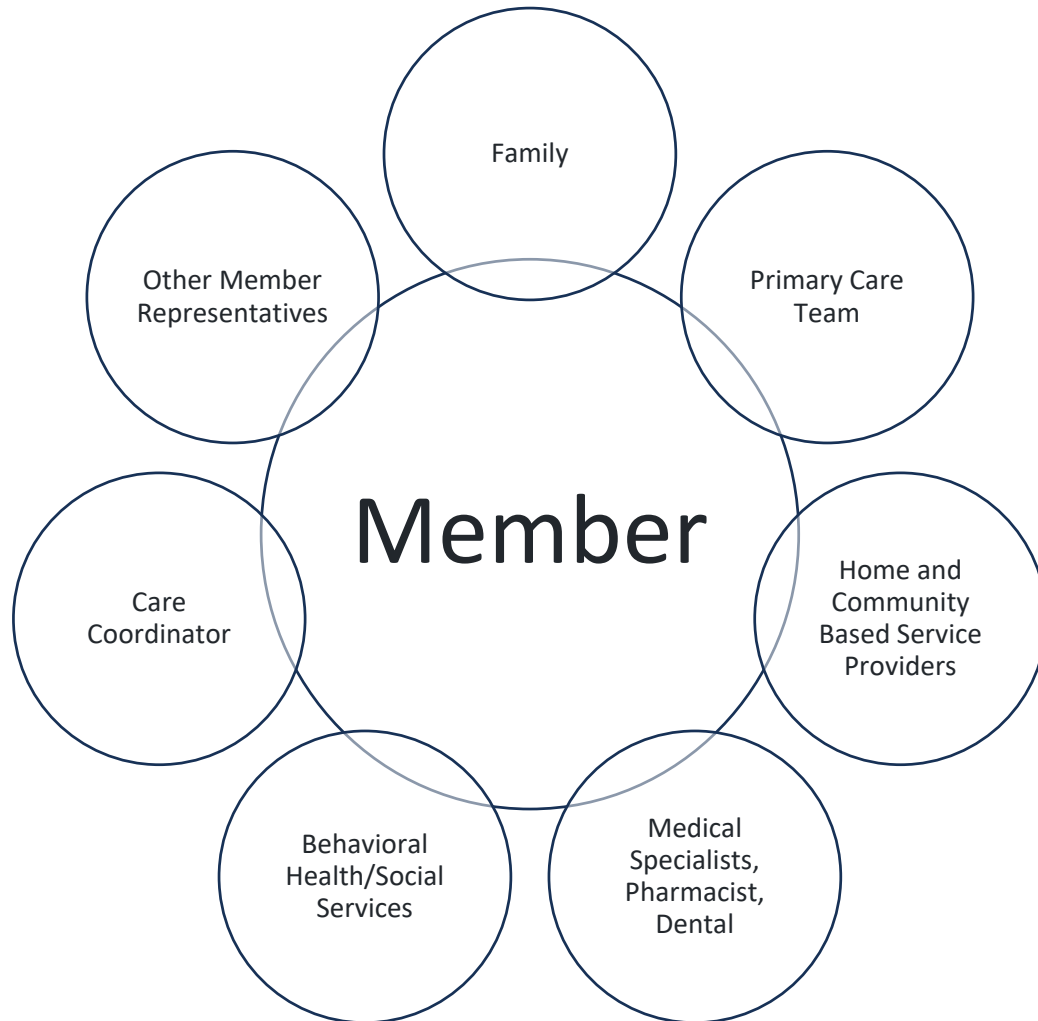 Family
Other Member
Representatives
Primary Care
Team
Member
Care
Coordinator
Home and
Community
Based Service
Providers
Behavioral
Health/Social
Services
Medical
Specialists,
Pharmacist,
Dental